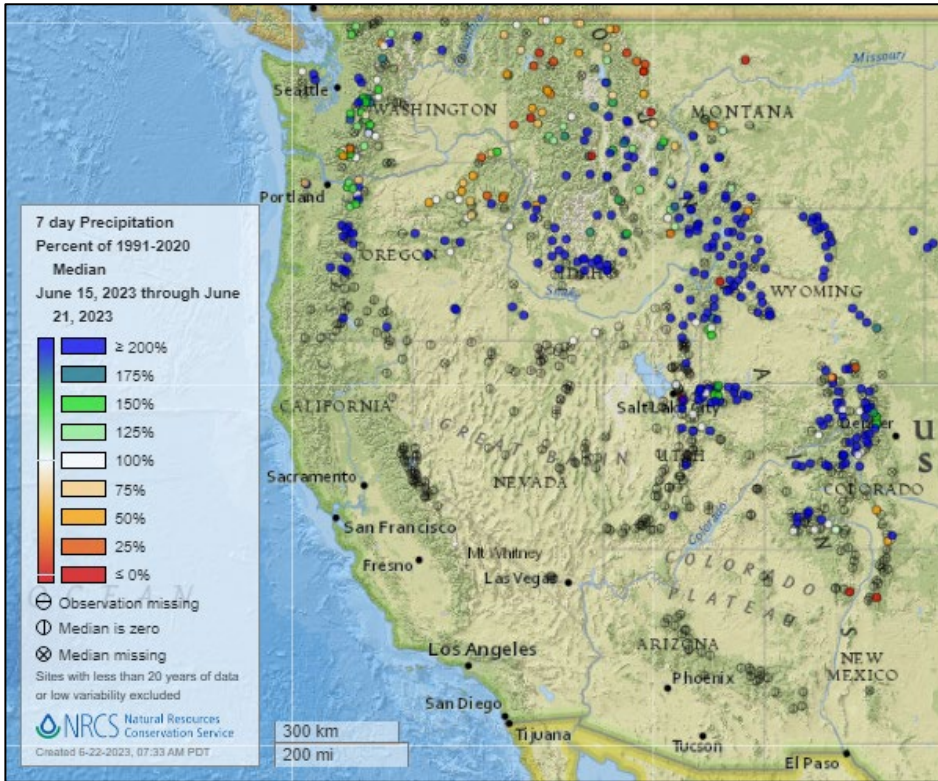 Seattle
WASHINGTON
Missouri
MONTANA
Portland
OREGON
IDAHO
Snake
WYOMING
7 day Precipitation
Percent of 1991-2020
Median
June 15, 2023 through June
21, 2023
≥ 200%
175%
150%
125%
100%
75%
50%
25%
≤ 0%
Observation missing
Median is zero
Median missing
Sites with less than 20 years of data
or low variability excluded
NRCS Natural Resources
Conservation Service
Created 6-22-2023, 07:33 AM PDT
OCEAN
CALIFORNIA
Salt Lake City
Denver
U
S
GREAT BASIN
UTAH
NEVADA
COLORADO
Sacramento
San Francisco
Colorado
Fresno
Mt Whitney
Las Vegas
COLORADO
PLATEAU
Los Angeles
ARIZONA
Phoenix
NEW
MEXICO
San Diego
Tijuana
Tucson
El Paso
300 km
200 mi